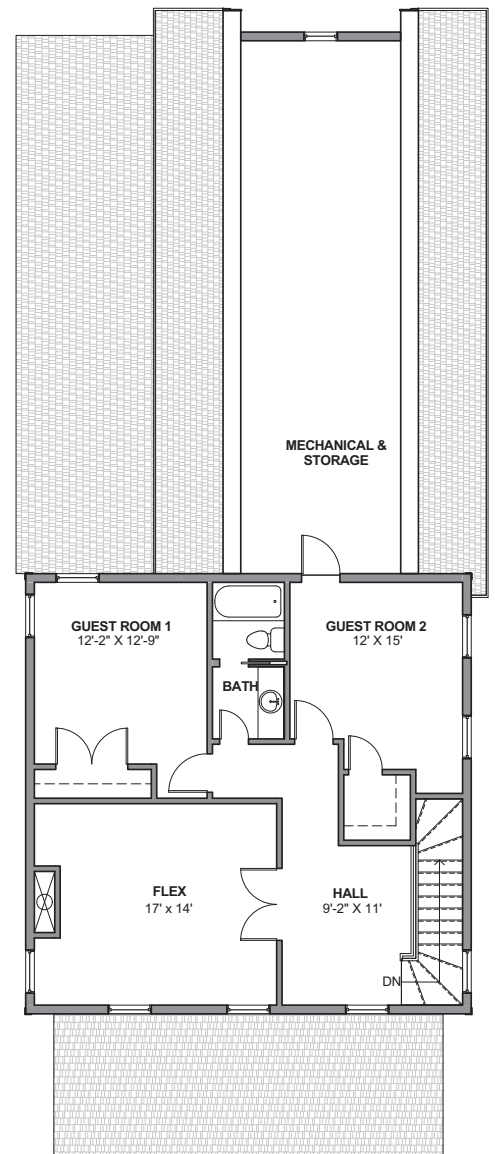 MECHANICAL &
STORAGE
GUEST ROOM 1
12'-2" X 12'-9"
GUEST ROOM 2
12' X 15'
BATH
FLEX
17' x 14'
HALL
9'-2" X 11'
DN